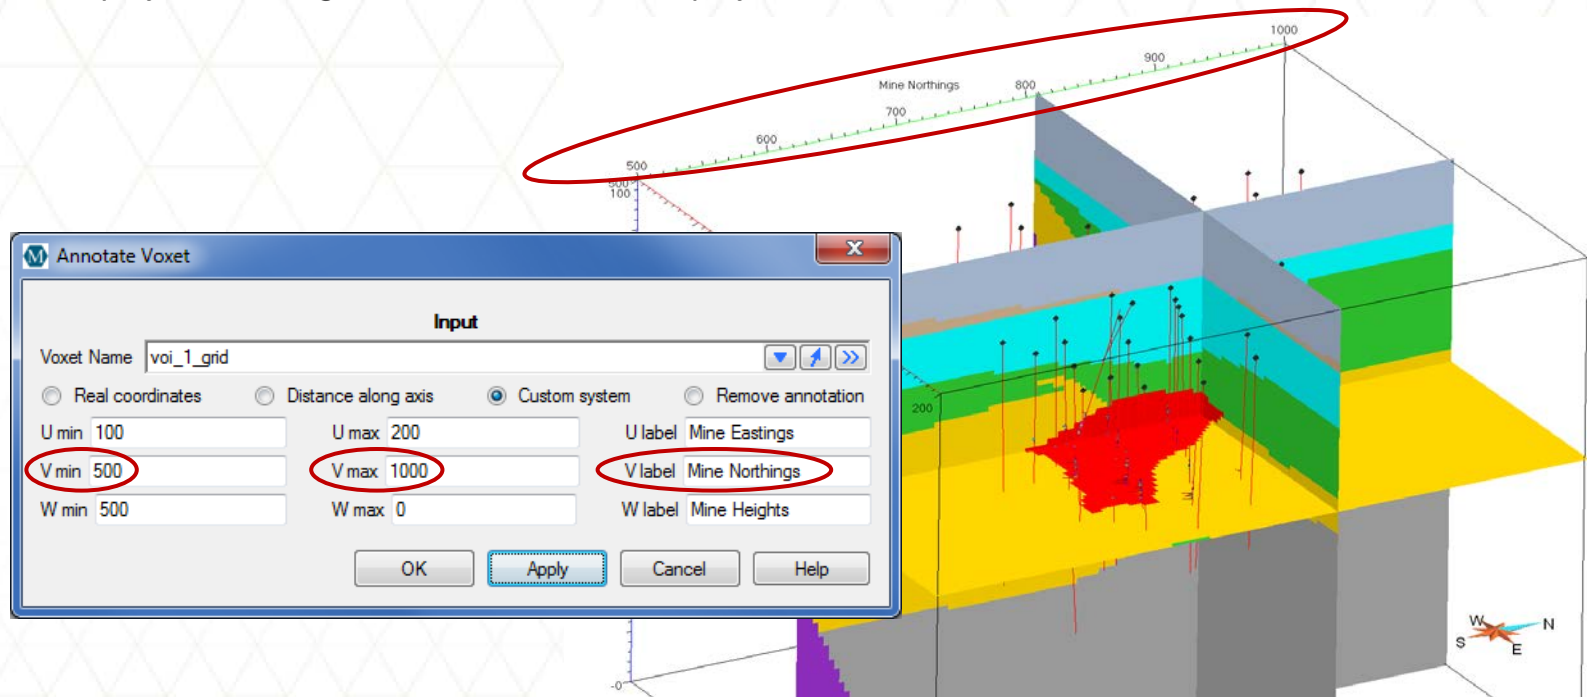 1000
900
Mine Northings
800
700
600
500
500
100
Annotate Voxet
Input
Voxet Name voi_1_grid
Real coordinates Distance along axis Custom system Remove annotation
U min 100 U max 200 U label Mine Eastings
V min 500 V max 1000 V label Mine Northings
W min 500 W max 0 W label Mine Heights
OK Apply Cancel Help
200
W N
S E
-0